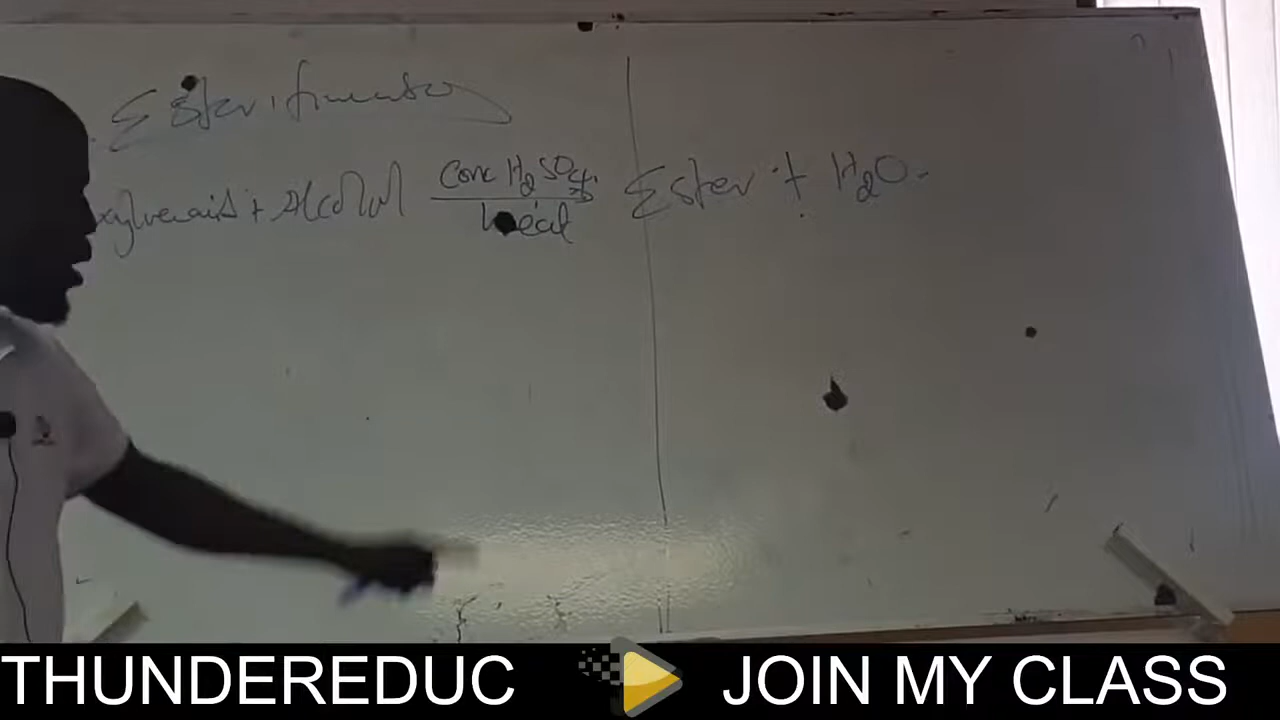 Esterification
xylic acid + Alcohol conc H₂SO₄ Ester + H₂O.
heat
THUNDEREDUC JOIN MY CLASS